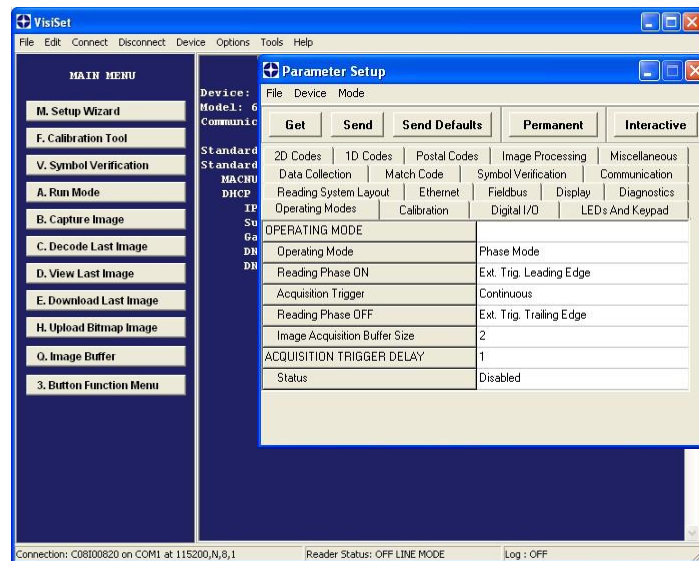 VisiSet
File Edit Connect Disconnect Device Options Tools Help
MAIN MENU
M. Setup Wizard
F. Calibration Tool
V. Symbol Verification
A. Run Mode
B. Capture Image
C. Decode Last Image
D. View Last Image
E. Download Last Image
H. Upload Bitmap Image
Q. Image Buffer
3. Button Function Menu
Device:
Model: 6
Communic
Standard
Standard
MACNU
DHCP
IP
Su
Ga
DN
DN
Parameter Setup
File Device Mode
Get Send Send Defaults Permanent Interactive
2D Codes 1D Codes Postal Codes Image Processing Miscellaneous
Data Collection Match Code Symbol Verification Communication
Reading System Layout Ethernet Fieldbus Display Diagnostics
Operating Modes Calibration Digital I/O LEDs And Keypad
OPERATING MODE
Operating Mode Phase Mode
Reading Phase ON Ext. Trig. Leading Edge
Acquisition Trigger Continuous
Reading Phase OFF Ext. Trig. Trailing Edge
Image Acquisition Buffer Size 2
ACQUISITION TRIGGER DELAY 1
Status Disabled
Connection: C08I00820 on COM1 at 115200,N,8,1 Reader Status: OFF LINE MODE Log : OFF